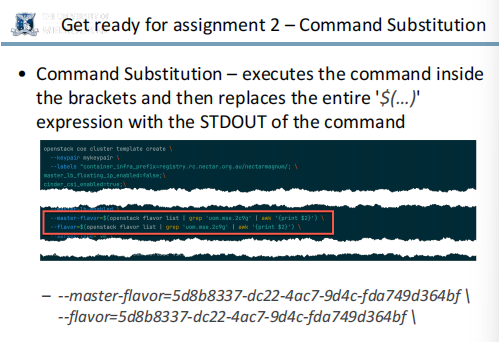 Get ready for assignment 2 – Command Substitution
• Command Substitution – executes the command inside
the brackets and then replaces the entire '$(…)'
expression with the STDOUT of the command
openstack coe cluster template create \
--keypair mykeypair \
--labels "container_infra_prefix=registry.rc.nectar.org.au/nectarmagnum/; \
master_lb_floating_ip_enabled=false;\
cinder_csi_enabled=true;\
--master-flavor=$(openstack flavor list | grep 'uom.mse.2c9g' | awk '{print $2}') \
--flavor=$(openstack flavor list | grep 'uom.mse.2c9g' | awk '{print $2}') \
– --master-flavor=5d8b8337-dc22-4ac7-9d4c-fda749d364bf \
--flavor=5d8b8337-dc22-4ac7-9d4c-fda749d364bf \